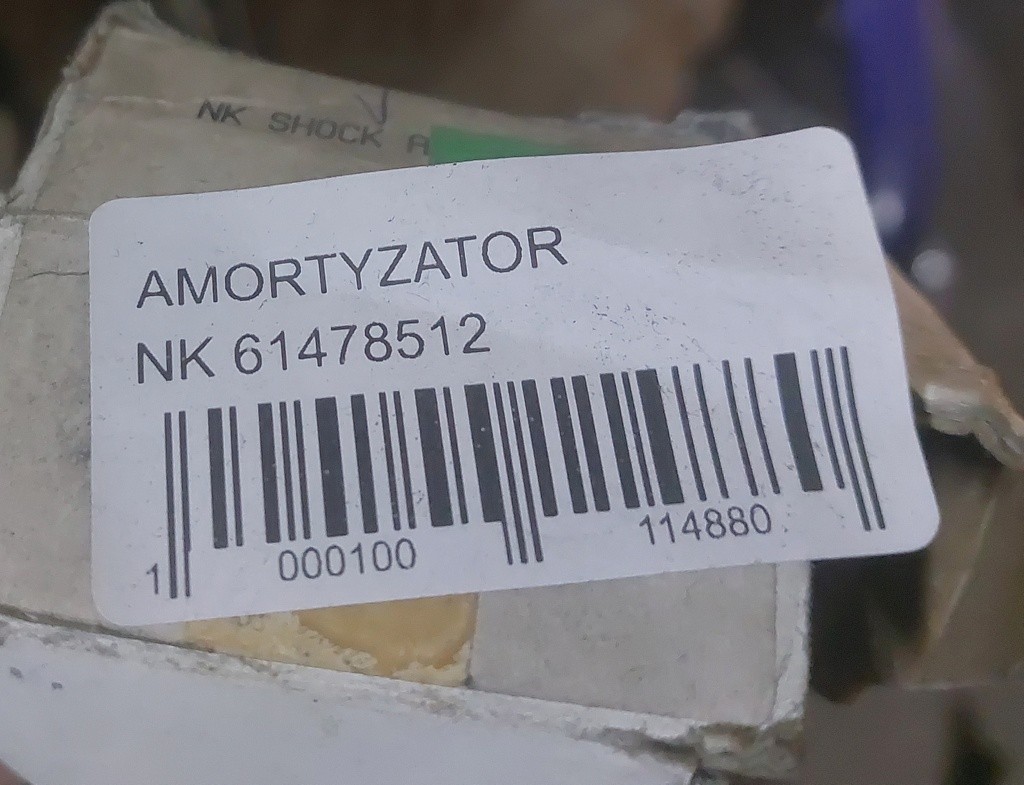 NK SHOCK A
AMORTYZATOR
NK 61478512
1 000100 114880